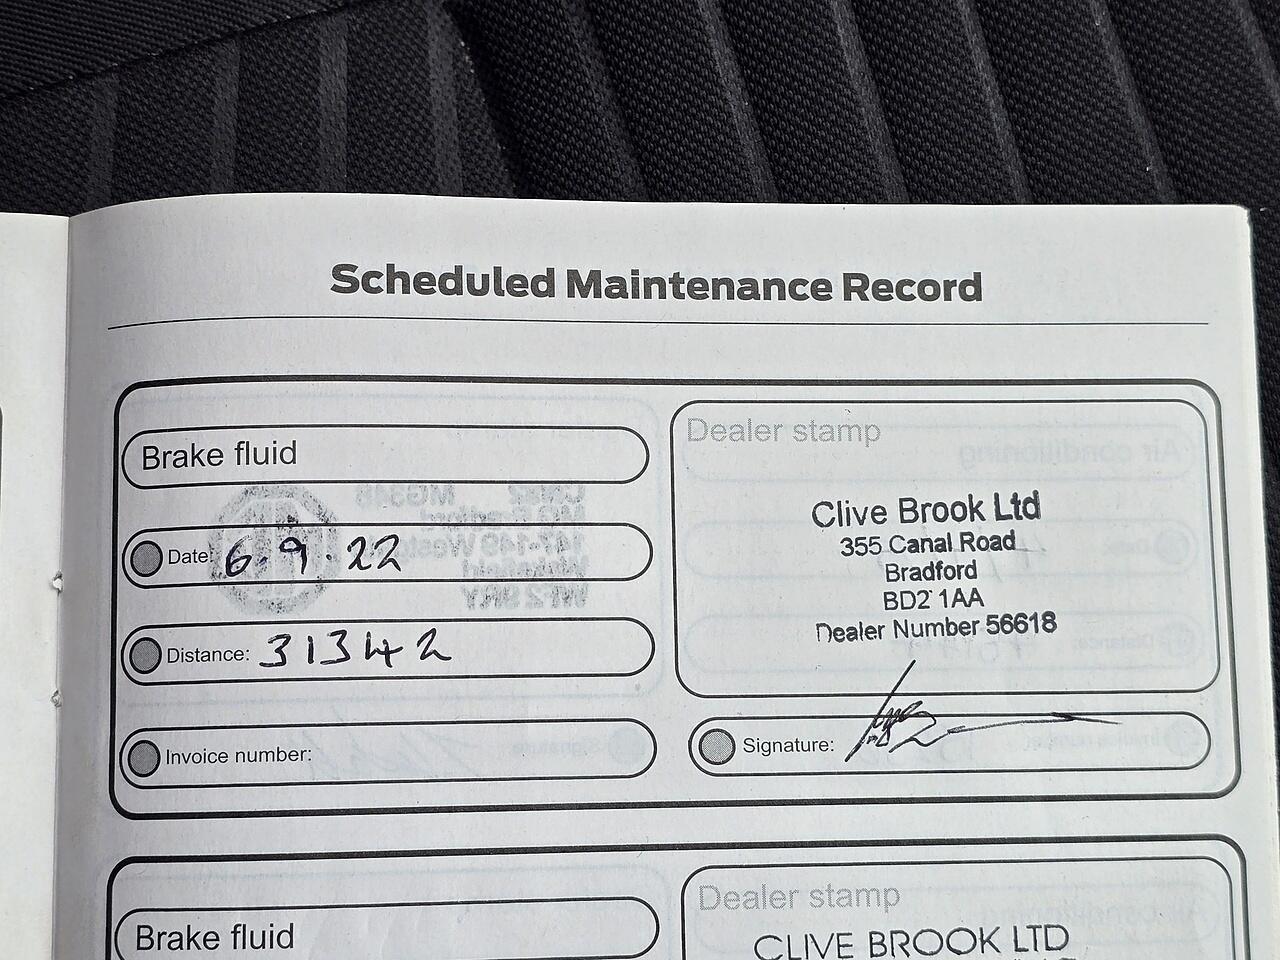 Scheduled Maintenance Record
Brake fluid
Date: 6.9.22
Distance: 31342
Invoice number:
Dealer stamp
Clive Brook Ltd
355 Canal Road
Bradford
BD2 1AA
Dealer Number 56618
Signature:
Brake fluid
Dealer stamp
CLIVE BROOK LTD